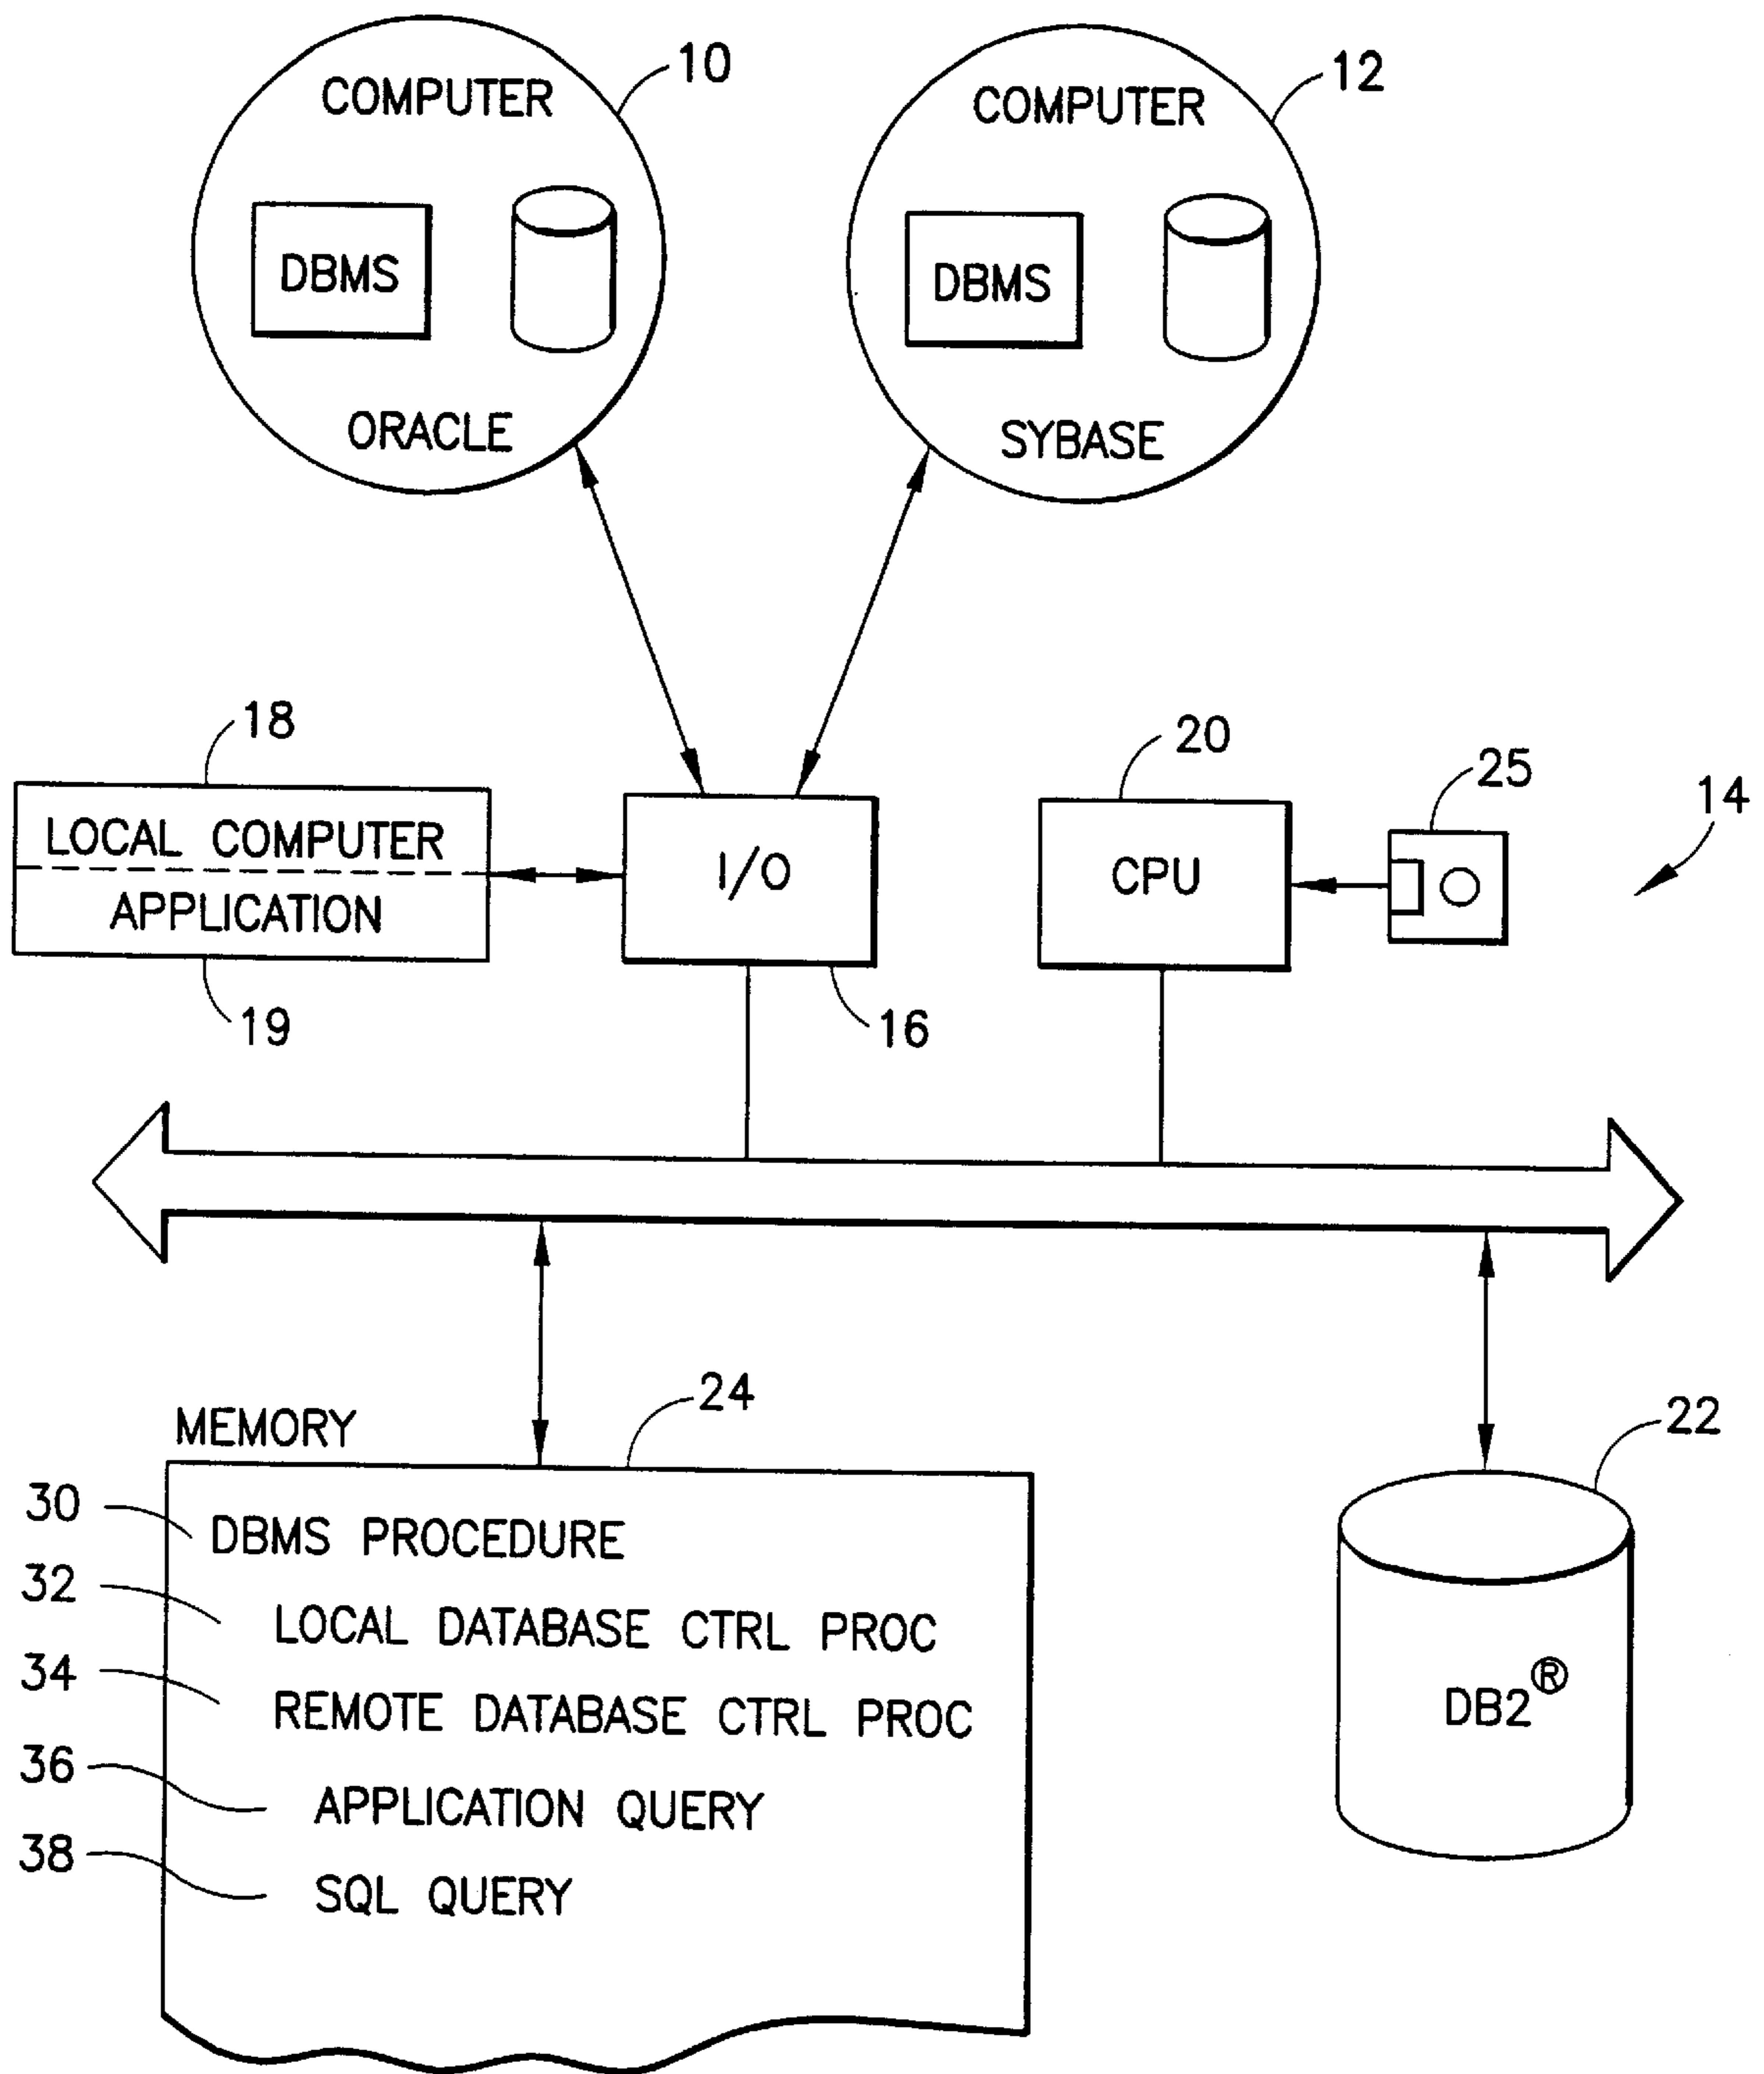 10
COMPUTER
DBMS
ORACLE
12
COMPUTER
DBMS
SYBASE
18
LOCAL COMPUTER
APPLICATION
19
I/O
16
20
CPU
25
14
MEMORY
24
30 DBMS PROCEDURE
32 LOCAL DATABASE CTRL PROC
34 REMOTE DATABASE CTRL PROC
36 APPLICATION QUERY
38 SQL QUERY
22
DB2®